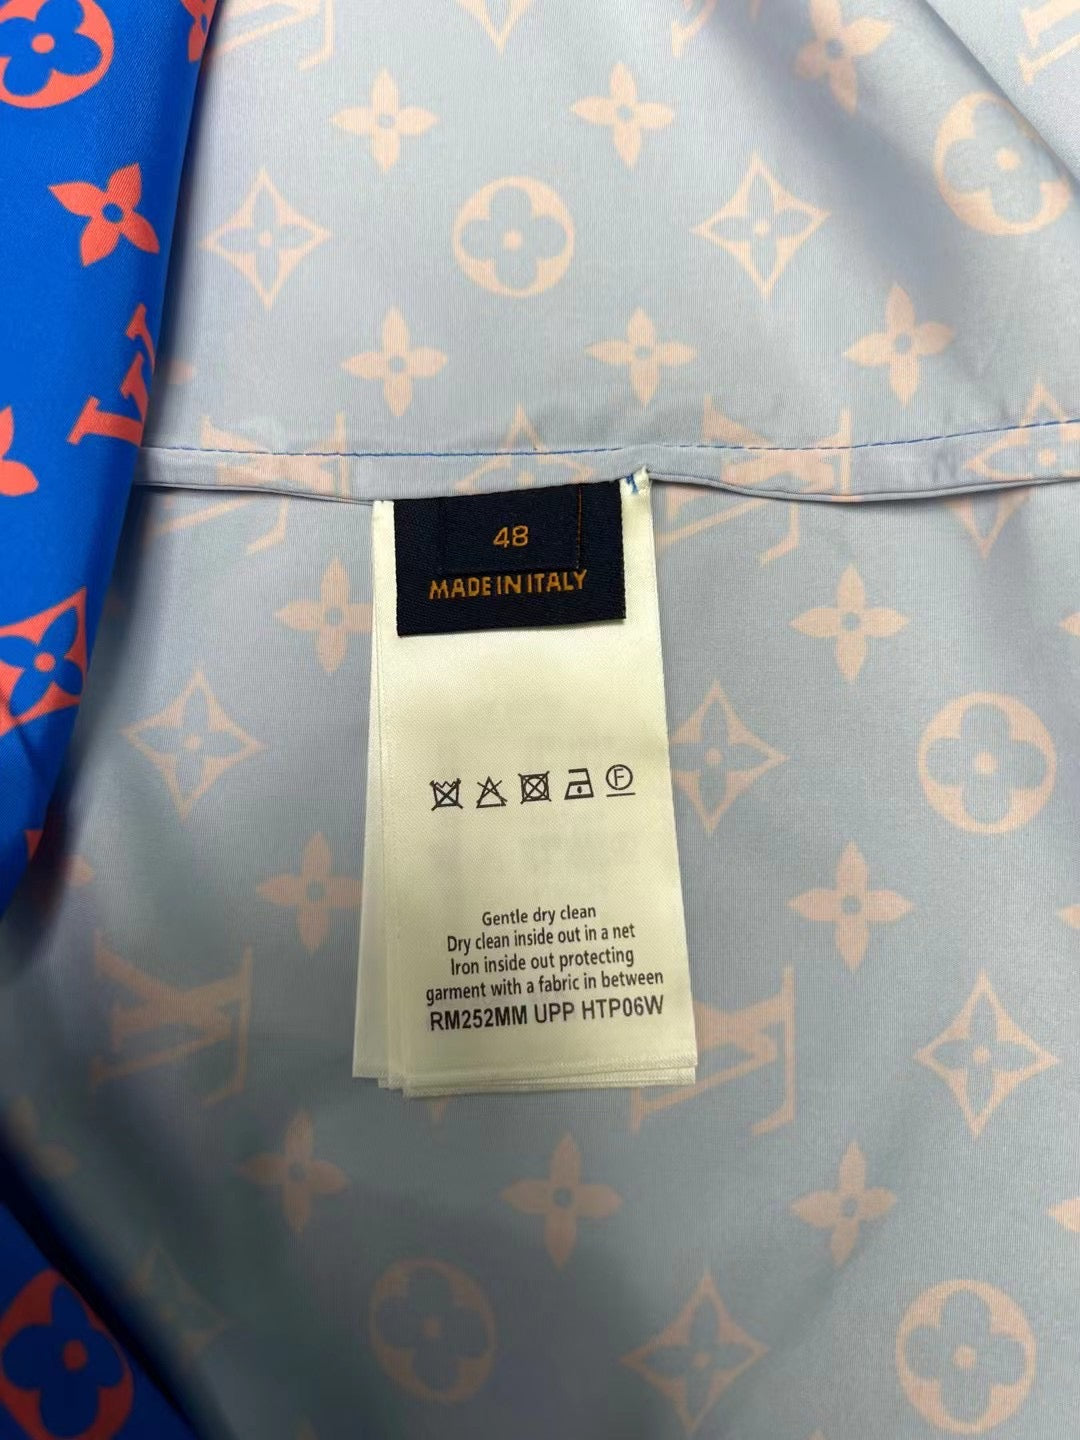 48
MADE IN ITALY
F
Gentle dry clean
Dry clean inside out in a net
Iron inside out protecting
garment with a fabric in between
RM252MM UPP HTP06W